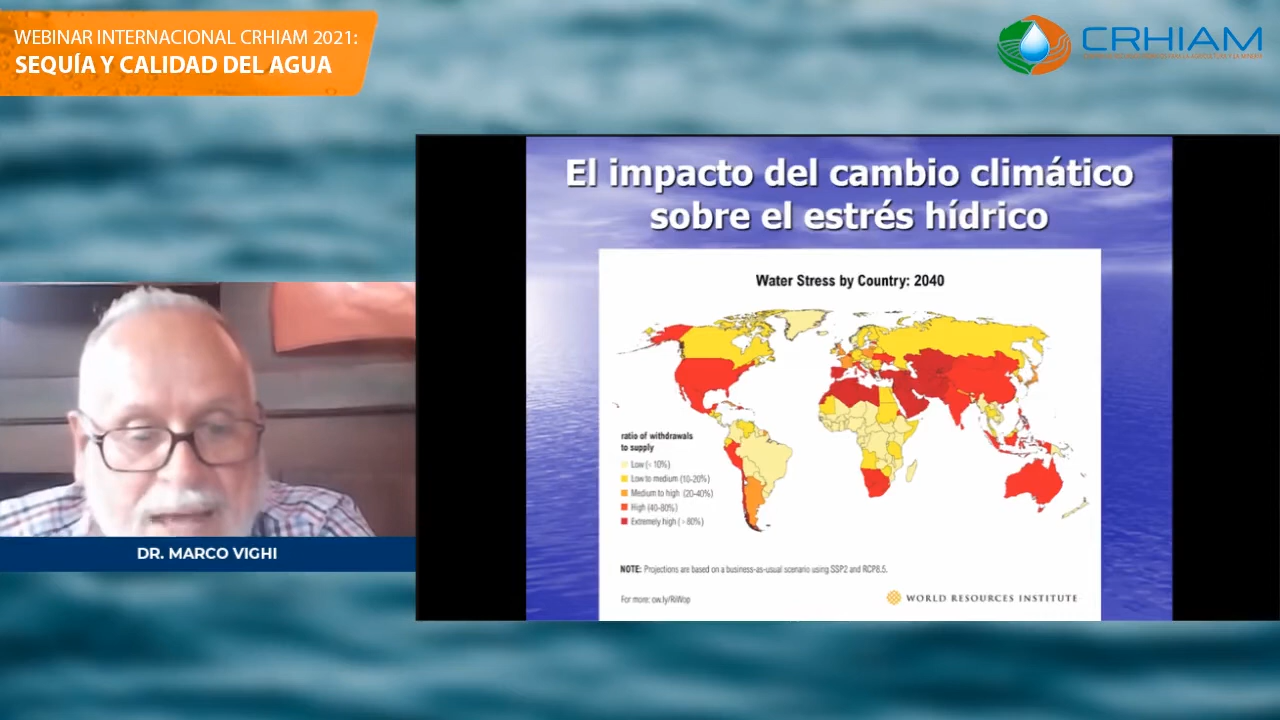 WEBINAR INTERNACIONAL CRHIAM 2021:
SEQUÍA Y CALIDAD DEL AGUA
CRHIAM
El impacto del cambio climático
sobre el estrés hídrico
Water Stress by Country: 2040
ratio of withdrawals
to supply
Low (< 10%)
Low to medium (10-20%)
Medium to high (20-40%)
High (40-80%)
Extremely high (> 80%)
NOTE: Projections are based on a business-as-usual scenario using SSP2 and RCP8.5.
For more: ow.ly/RiWop
WORLD RESOURCES INSTITUTE
DR. MARCO VIGHI